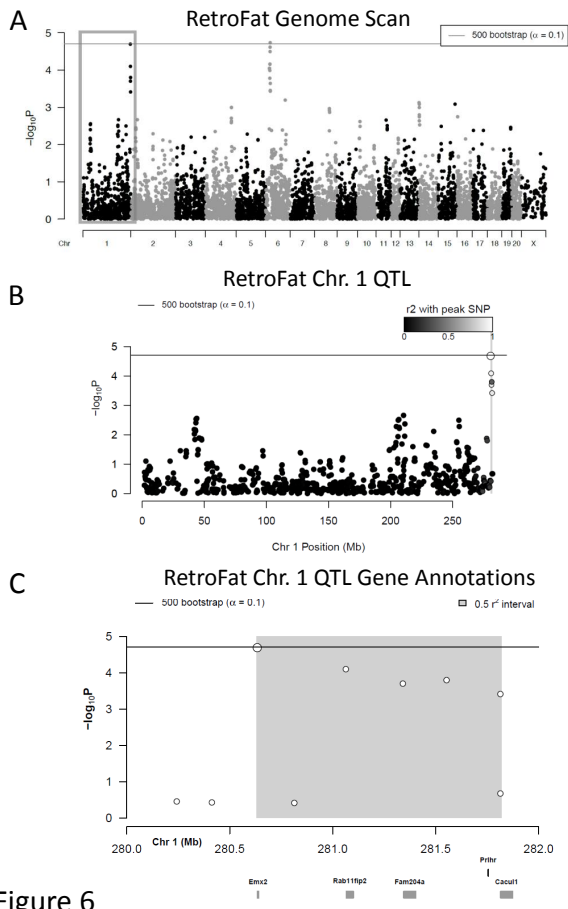 A
RetroFat Genome Scan
500 bootstrap (α = 0.1)
5
4
3
2
1
0
−log10P
Chr 1 2 3 4 5 6 7 8 9 10 11 12 13 14 15 16 17 18 19 20 X
B
RetroFat Chr. 1 QTL
500 bootstrap (α = 0.1)
r2 with peak SNP
0 0.5 1
5
4
3
2
1
0
−log10P
0 50 100 150 200 250
Chr 1 Position (Mb)
C
RetroFat Chr. 1 QTL Gene Annotations
500 bootstrap (α = 0.1)
0.5 r2 interval
5
4
3
2
1
0
−log10P
280.0 280.5 281.0 281.5 282.0
Chr 1 (Mb)
Prlhr
Emx2 Rab11fip2 Fam204a Cacul1
Figure 6